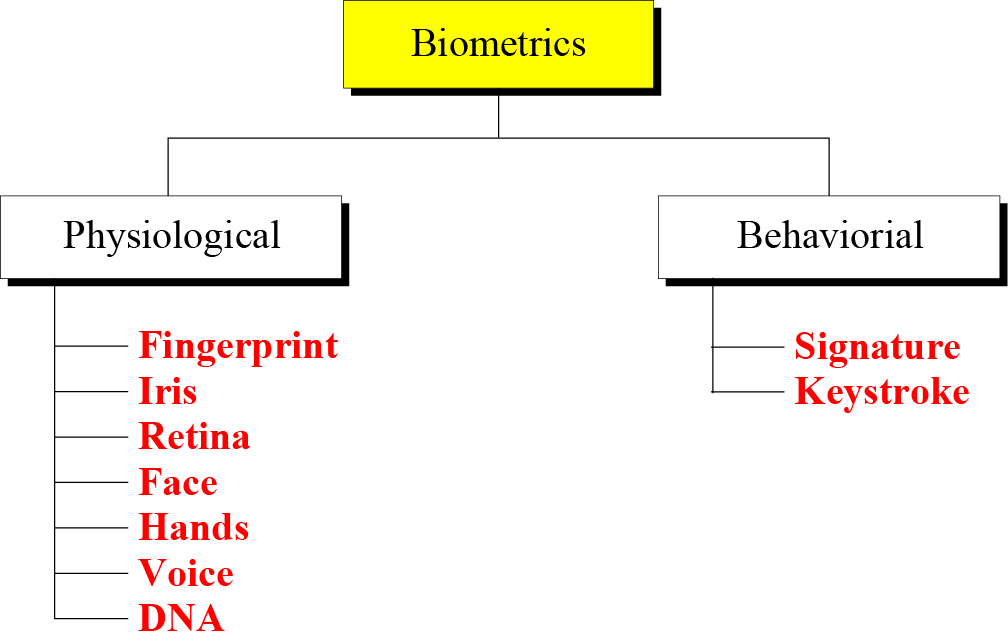 Biometrics
Physiological
Behaviorial
Fingerprint
Iris
Retina
Face
Hands
Voice
DNA
Signature
Keystroke